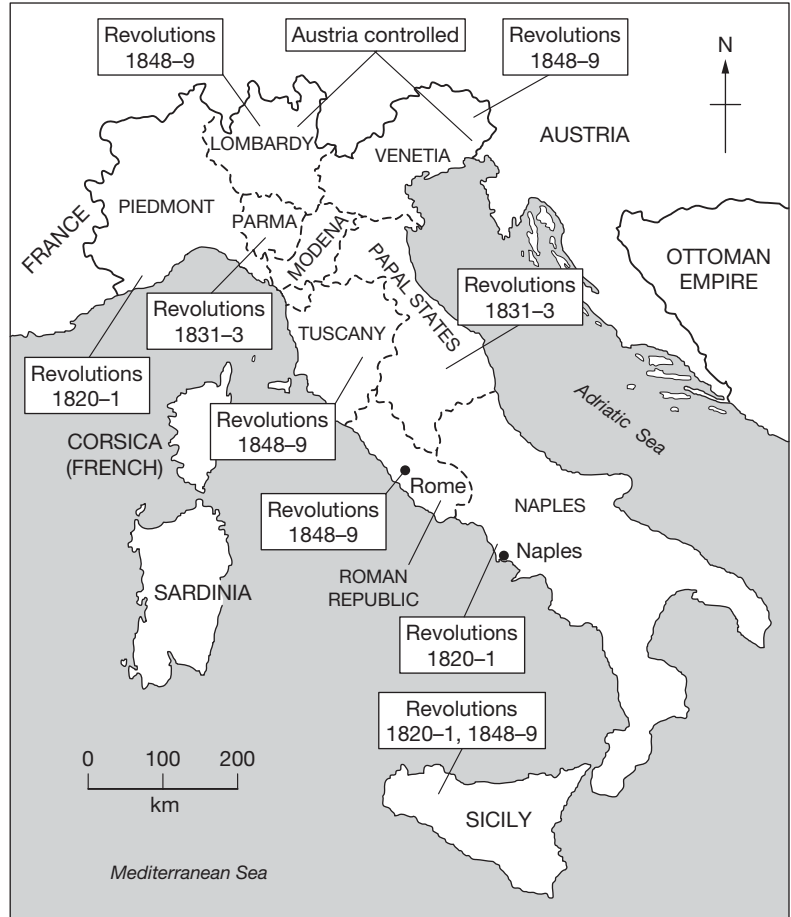 Revolutions
1848–9
Austria controlled
Revolutions
1848–9
N
AUSTRIA
LOMBARDY
VENETIA
PIEDMONT
FRANCE
PARMA
MODENA
PAPAL STATES
OTTOMAN
EMPIRE
Revolutions
1831–3
Revolutions
1831–3
TUSCANY
Revolutions
1820–1
Adriatic Sea
Revolutions
1848–9
CORSICA
(FRENCH)
Rome
Revolutions
1848–9
NAPLES
Naples
ROMAN
REPUBLIC
SARDINIA
Revolutions
1820–1
Revolutions
1820–1, 1848–9
0 100 200
km
SICILY
Mediterranean Sea